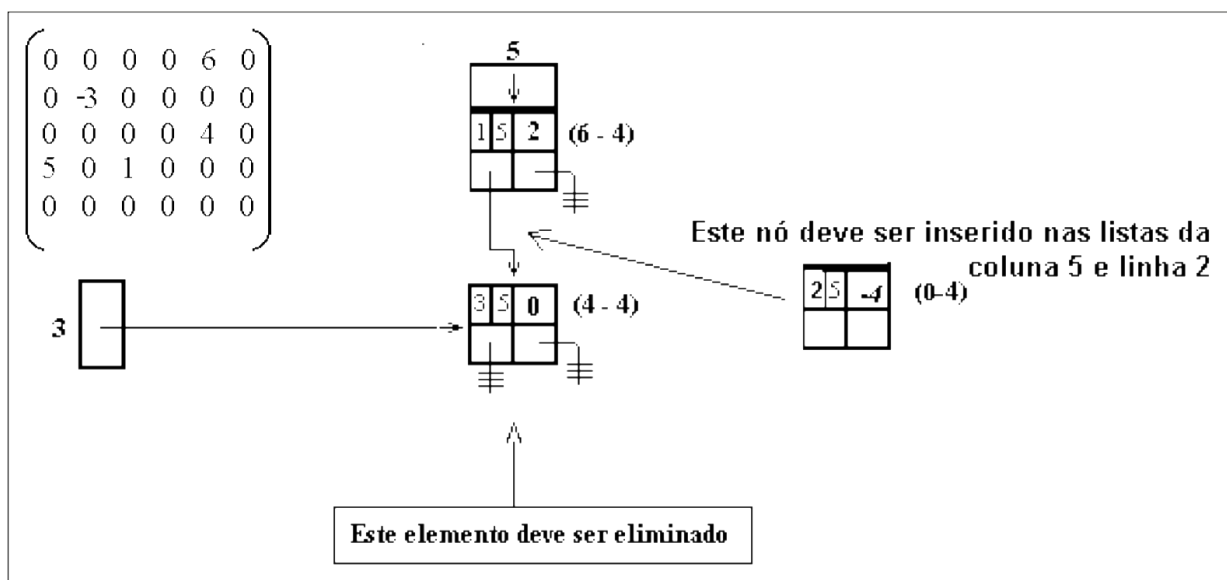 0 0 0 0 6 0
0 -3 0 0 0 0
0 0 0 0 4 0
5 0 1 0 0 0
0 0 0 0 0 0
5
1 5 2 (6 - 4)
Este nó deve ser inserido nas listas da
coluna 5 e linha 2
2 5 -4 (0-4)
3 5 0 (4 - 4)
3
Este elemento deve ser eliminado